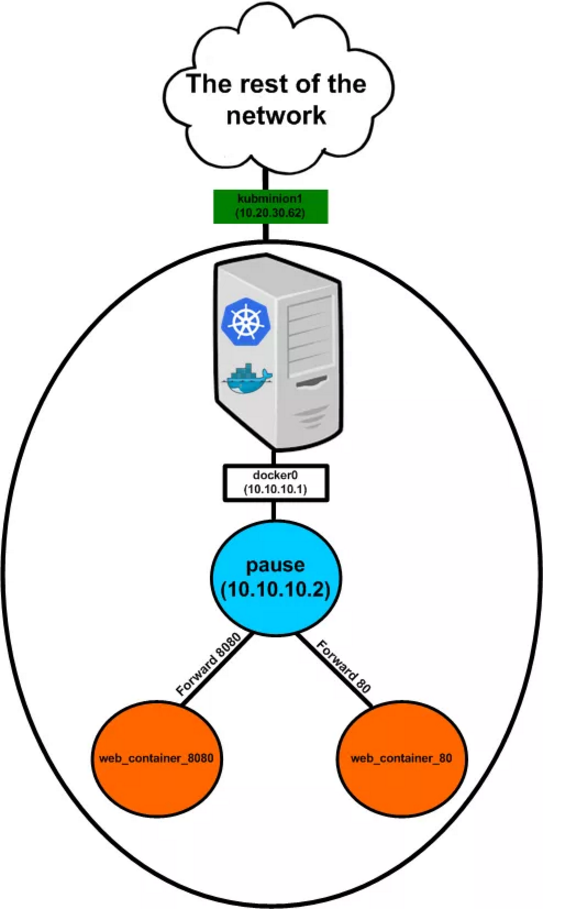 The rest of the
network
kubminion1
(10.20.30.62)
docker0
(10.10.10.1)
pause
(10.10.10.2)
Forward 8080
Forward 80
web_container_8080
web_container_80